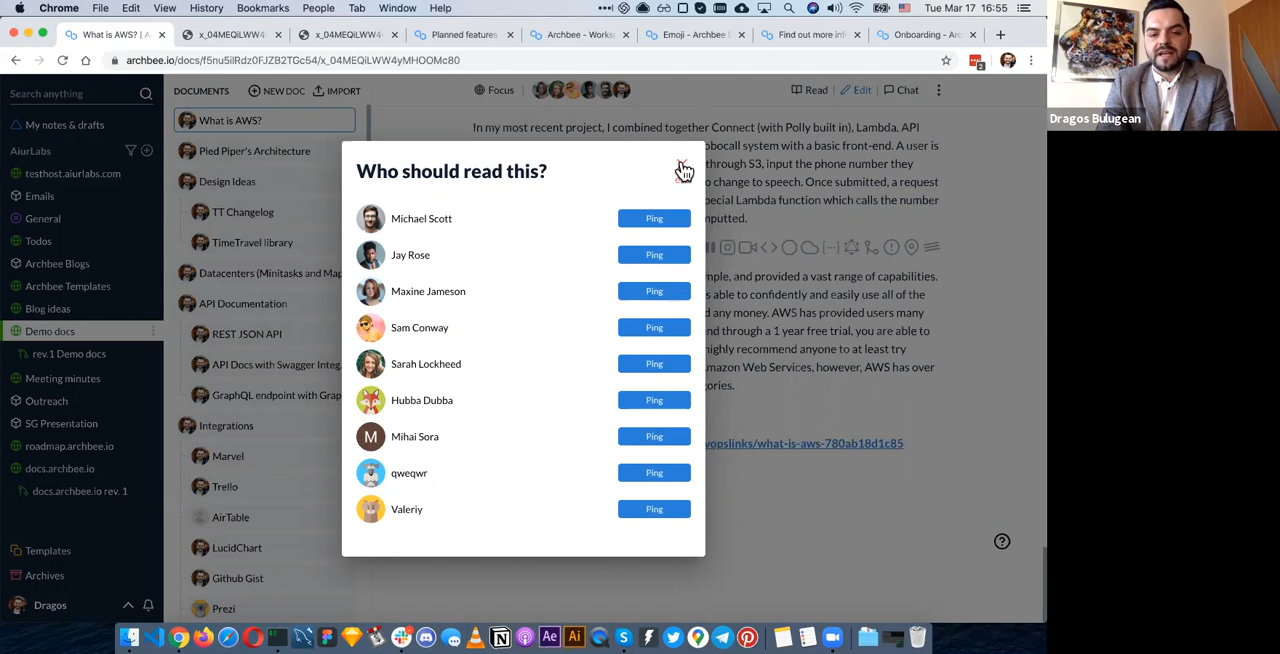 Chrome File Edit View History Bookmarks People Tab Window Help
Tue Mar 17 16:55
What is AWS? | A
x_04MEQiLWW4
x_04MEQiLWW4
Planned features
Archbee - Works
Emoji - Archbee
Find out more in
Onboarding - Arc
archbee.io/docs/f5nu5ilRdz0FJZB2TGc54/x_04MEQiLWW4yMHOOMc80
2
Search anything
DOCUMENTS
NEW DOC
IMPORT
Focus
Read
Edit
Chat
My notes & drafts
AiurLabs
testhost.aiurlabs.com
Emails
General
Todos
Archbee Blogs
Archbee Templates
Blog ideas
Demo docs
rev.1 Demo docs
Meeting minutes
Outreach
SG Presentation
roadmap.archbee.io
docs.archbee.io
docs.archbee.io rev. 1
Templates
Archives
Dragos
What is AWS?
Pied Piper's Architecture
Design Ideas
TT Changelog
TimeTravel library
Datacenters (Minitasks and Map
API Documentation
REST JSON API
API Docs with Swagger Integ
GraphQL endpoint with Grap
Integrations
Marvel
Trello
AirTable
LucidChart
Github Gist
Prezi
In my most recent project, I combined together Connect (with Polly built in), Lambda, API
obocall system with a basic front-end. A user is
through S3, input the phone number they
o change to speech. Once submitted, a request
pecial Lambda function which calls the number
nputted.
mple, and provided a vast range of capabilities.
s able to confidently and easily use all of the
d any money. AWS has provided users many
nd through a 1 year free trial, you are able to
highly recommend anyone to at least try
mazon Web Services, however, AWS has over
gories.
vopslinks/what-is-aws-780ab18d1c85
Who should read this?
Michael Scott Ping
Jay Rose Ping
Maxine Jameson Ping
Sam Conway Ping
Sarah Lockheed Ping
Hubba Dubba Ping
M Mihai Sora Ping
qweqwr Ping
Valeriy Ping
Dragos Bulugean
Ae
Ai